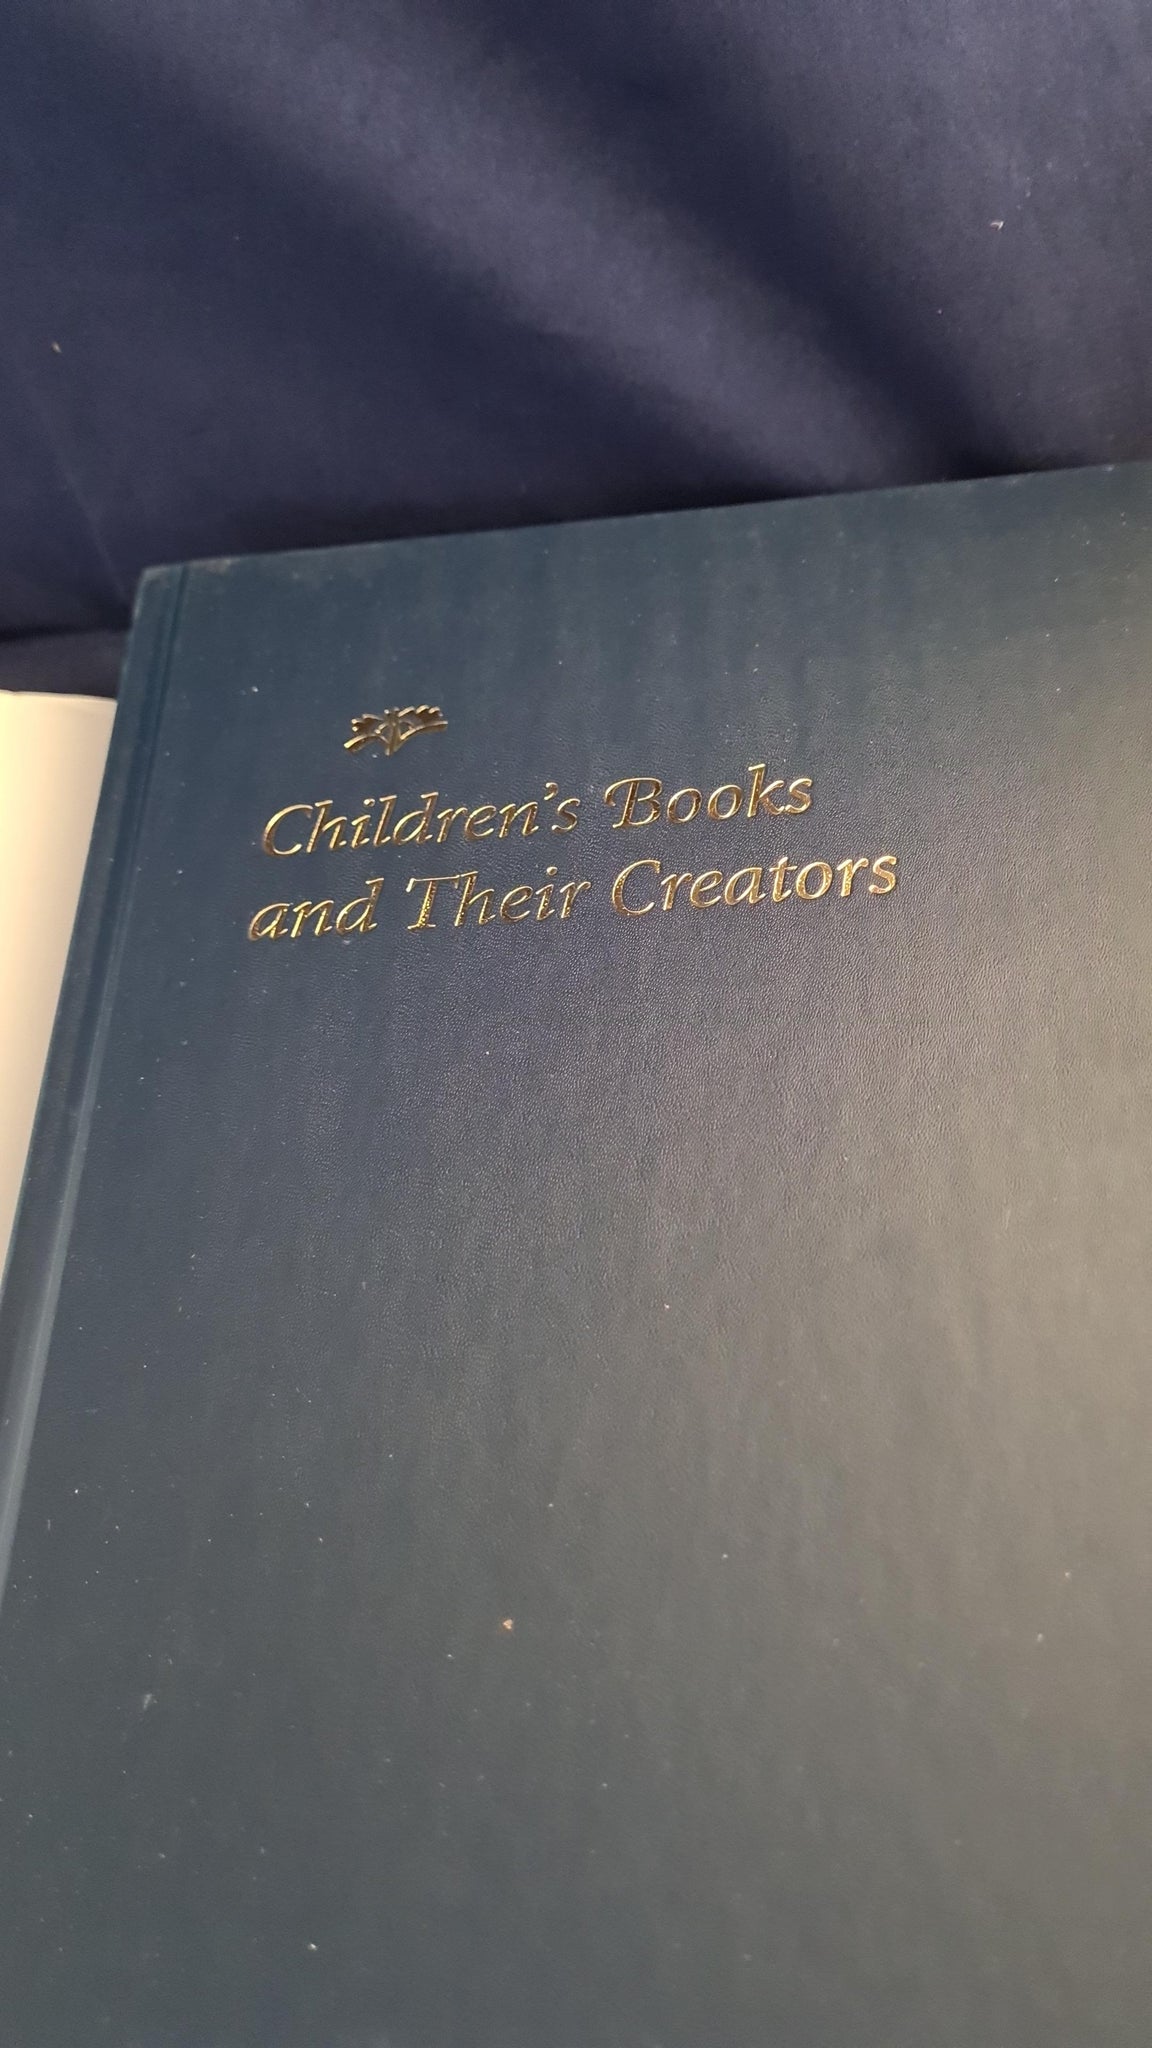 Children's Books
and Their Creators